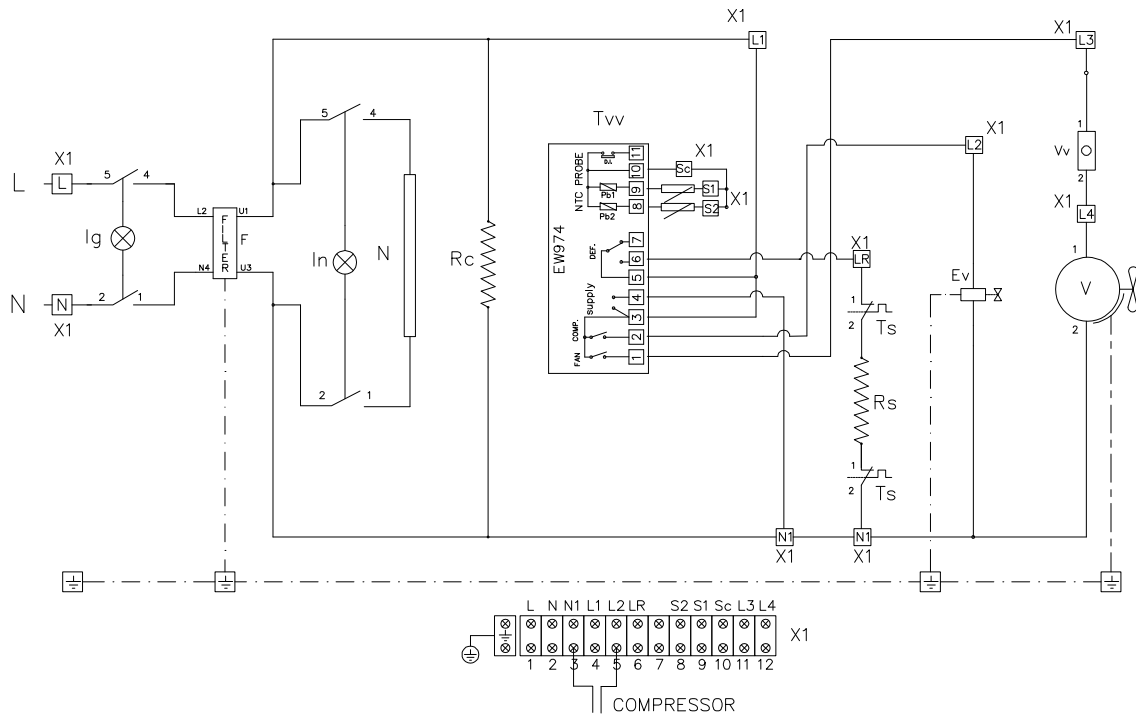 X1
X1
L1
L3
Tvv
X1
L2
X1
1
Vv
2
X1
L4
5
4
5
4
11
10
9
8
NTC PROBE
D.I.
Pb1
Pb2
Sc
S1
S2
X1
X1
L
L
X1
L2
U1
FILTER
F
N4
U3
Ig
In
N
Rc
EW974
7
6
5
4
3
2
1
DEF.
supply
COMP.
FAN
X1
LR
1
2
Ts
Ev
1
V
2
N
N
X1
2
1
2
1
Rs
1
2
Ts
N1
X1
N1
X1
L N N1 L1 L2 LR S2 S1 Sc L3 L4
X1
1 2 3 4 5 6 7 8 9 10 11 12
COMPRESSOR